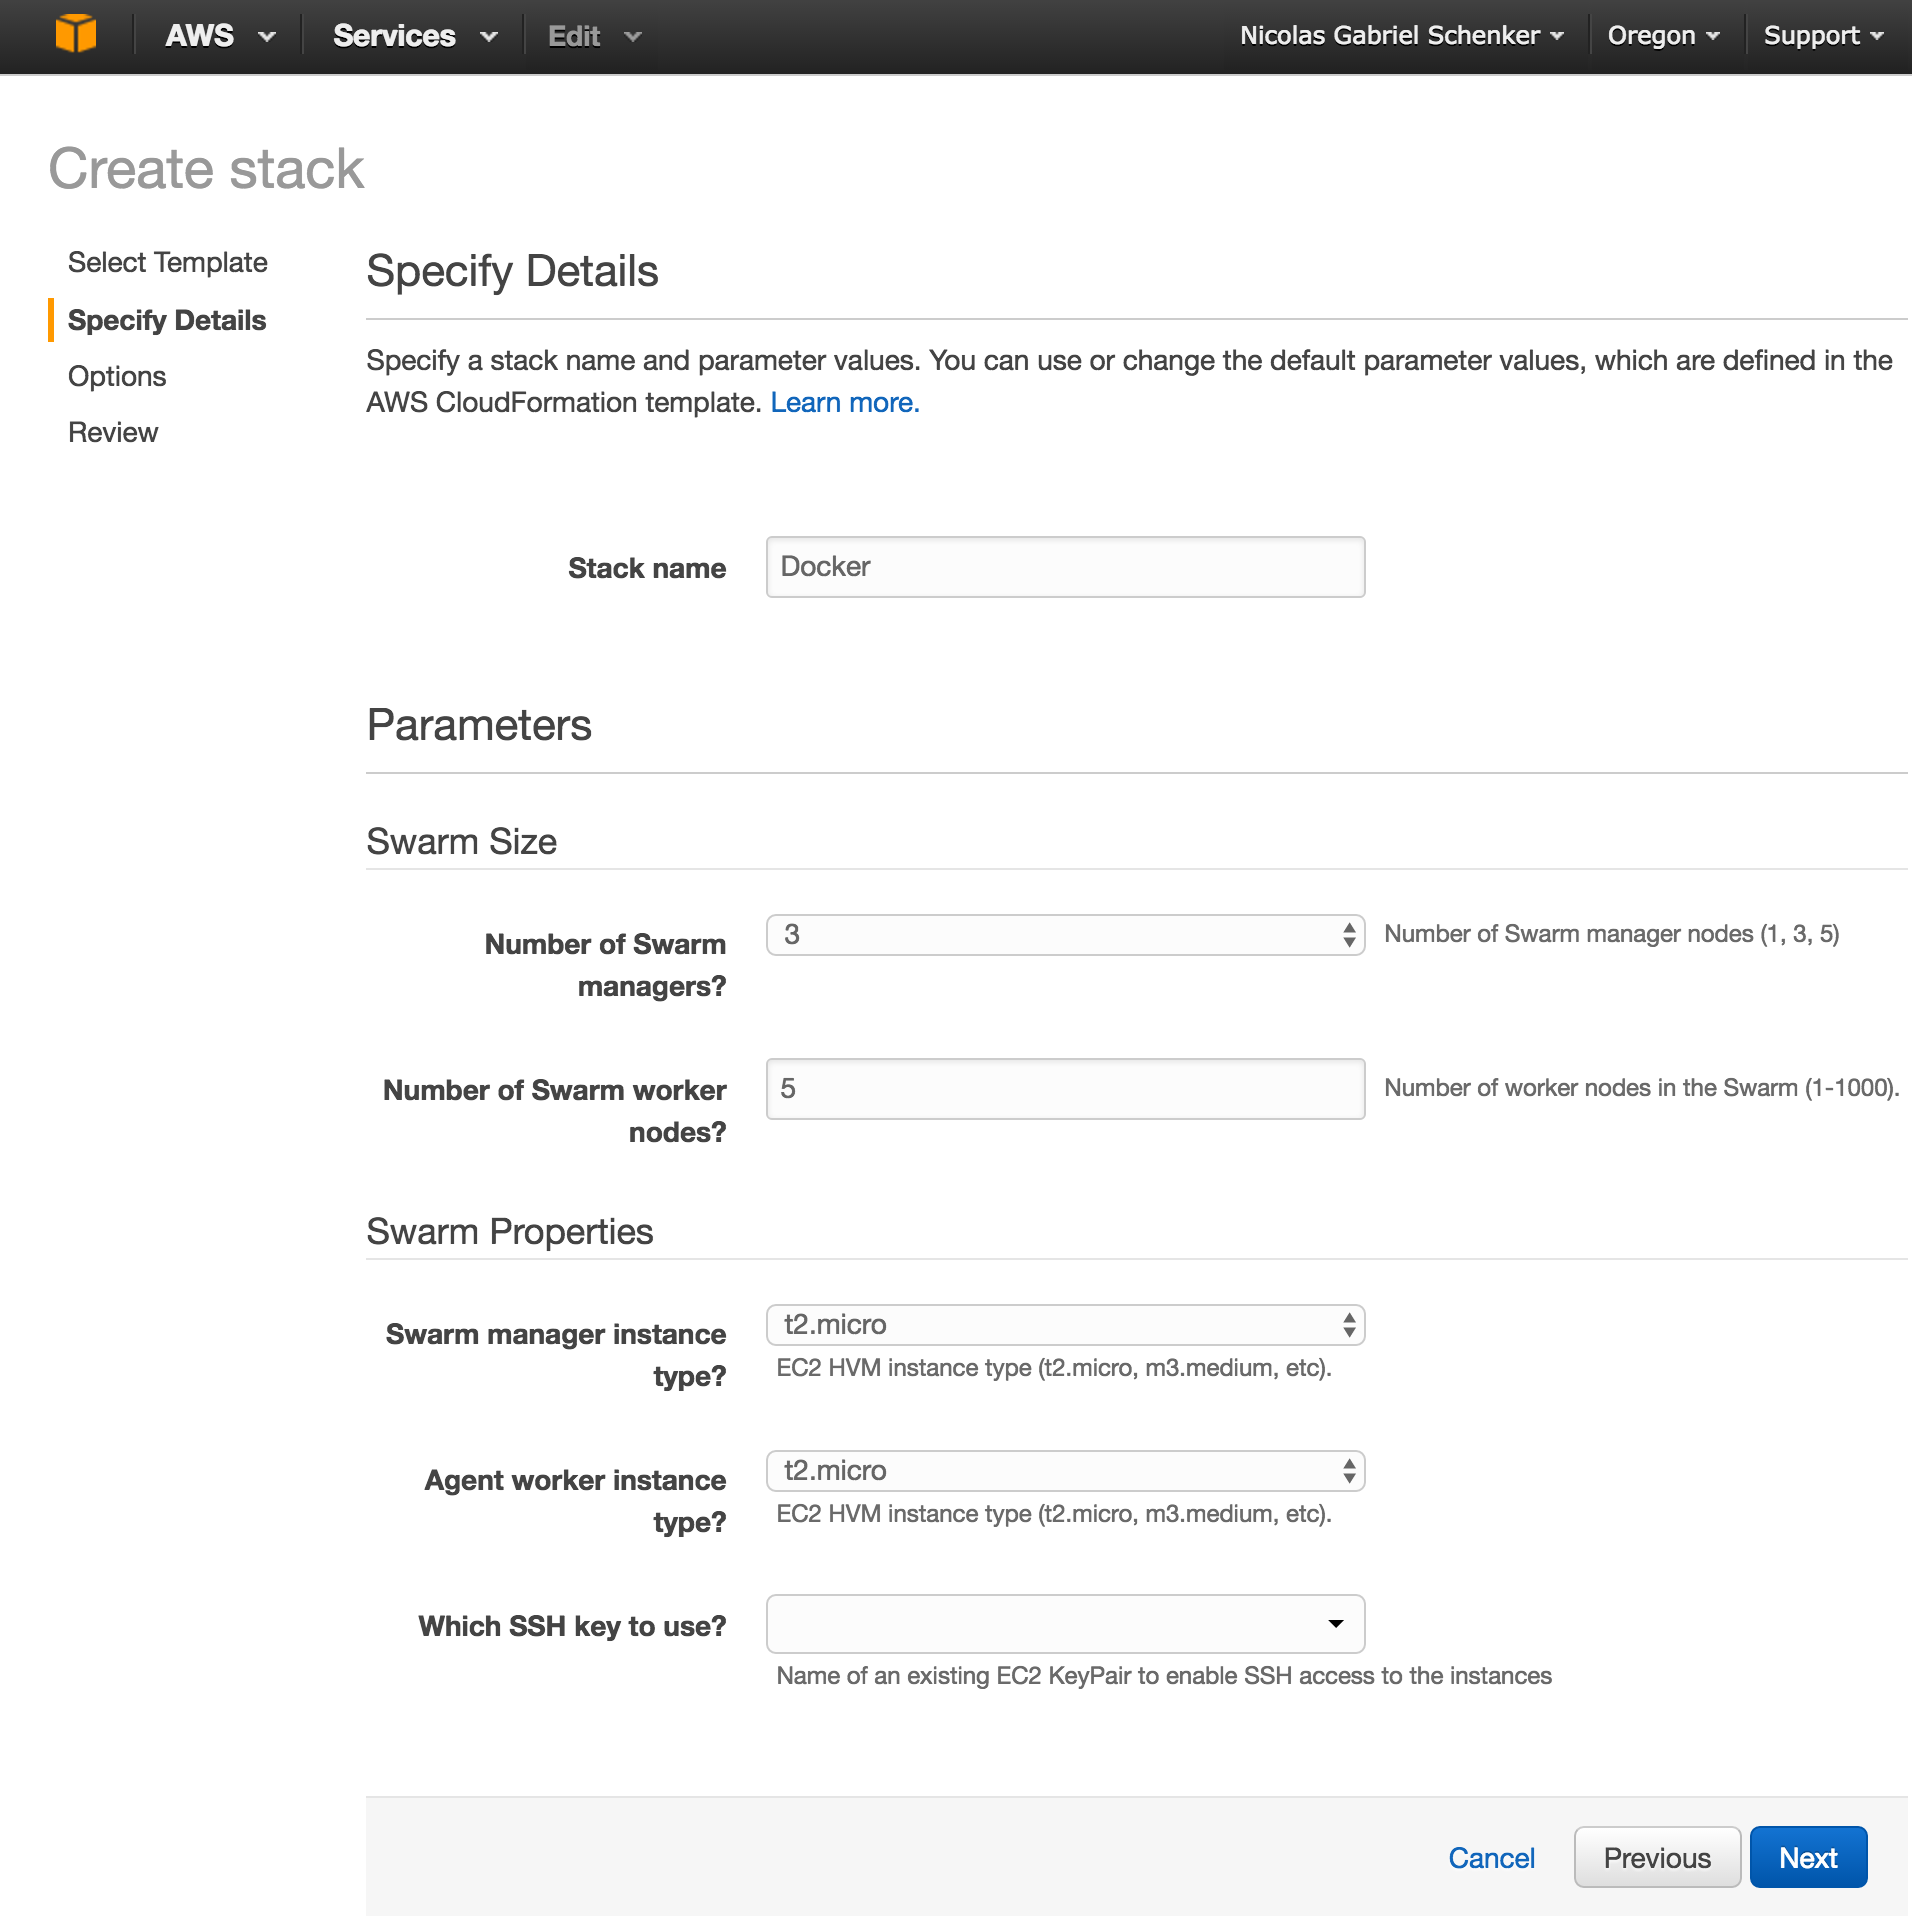 AWS
Services
Edit
Nicolas Gabriel Schenker
Oregon
Support
Create stack
Select Template
Specify Details
Options
Review
Specify Details
Specify a stack name and parameter values. You can use or change the default parameter values, which are defined in the
AWS CloudFormation template. Learn more.
Stack name
Docker
Parameters
Swarm Size
Number of Swarm
managers?
3
Number of Swarm manager nodes (1, 3, 5)
Number of Swarm worker
nodes?
5
Number of worker nodes in the Swarm (1-1000).
Swarm Properties
Swarm manager instance
type?
t2.micro
EC2 HVM instance type (t2.micro, m3.medium, etc).
Agent worker instance
type?
t2.micro
EC2 HVM instance type (t2.micro, m3.medium, etc).
Which SSH key to use?
Name of an existing EC2 KeyPair to enable SSH access to the instances
Cancel
Previous
Next